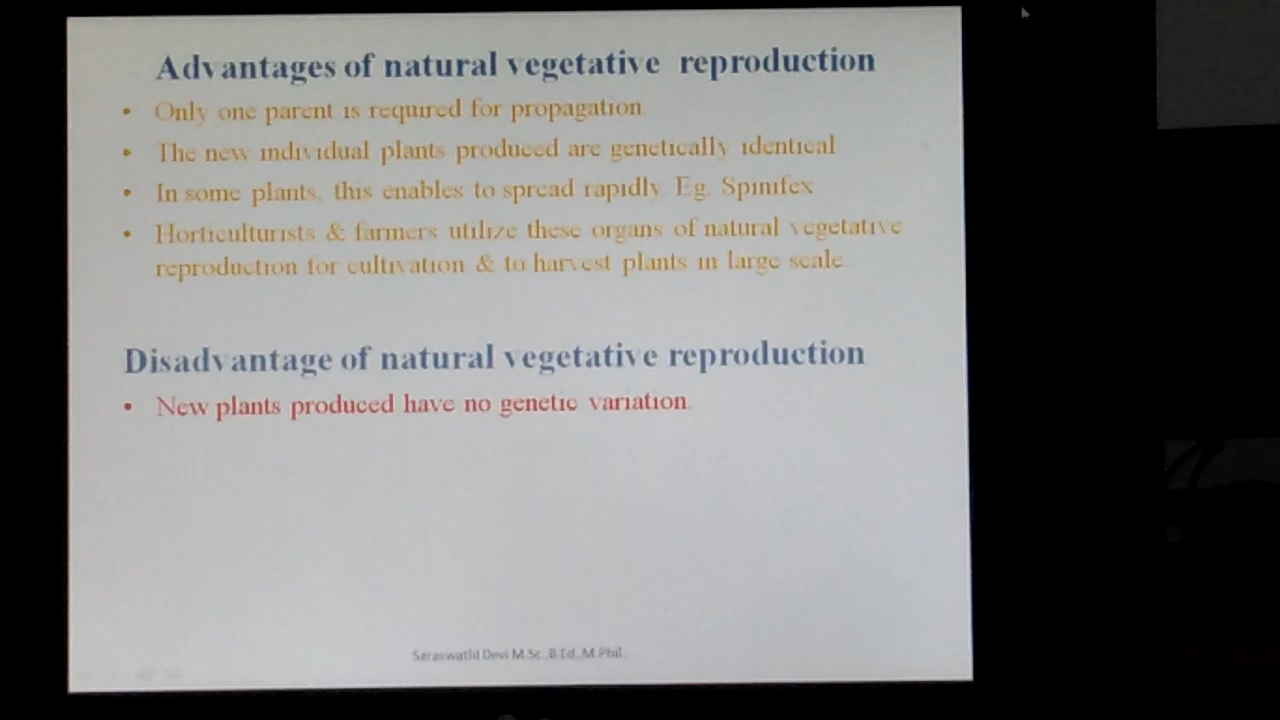 Advantages of natural vegetative reproduction
• Only one parent is required for propagation.
• The new individual plants produced are genetically identical
• In some plants, this enables to spread rapidly Eg. Spinifex
• Horticulturists & farmers utilize these organs of natural vegetative
reproduction for cultivation & to harvest plants in large scale.
Disadvantage of natural vegetative reproduction
• New plants produced have no genetic variation.
Saraswathi Devi M.Sc.,B.Ed.,M.Phil.